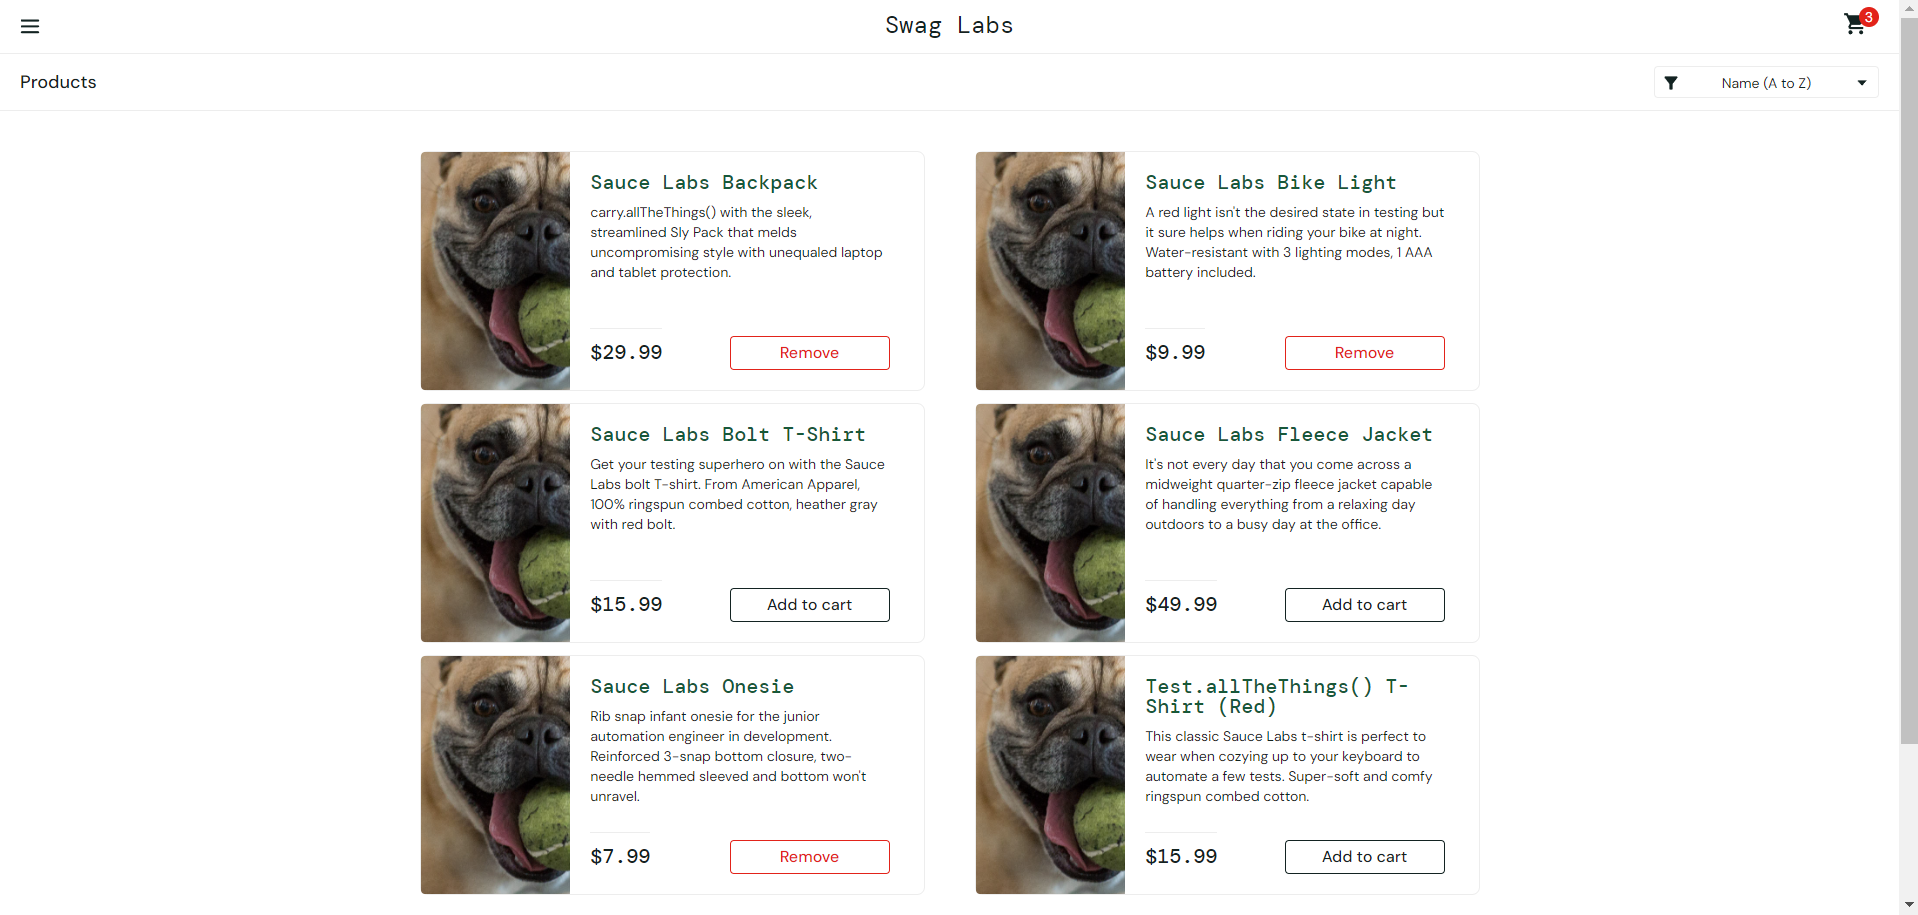 Swag Labs
3
Products
Name (A to Z)
Sauce Labs Backpack
carry.allTheThings() with the sleek,
streamlined Sly Pack that melds
uncompromising style with unequaled laptop
and tablet protection.
$29.99
Remove
Sauce Labs Bike Light
A red light isn't the desired state in testing but
it sure helps when riding your bike at night.
Water-resistant with 3 lighting modes, 1 AAA
battery included.
$9.99
Remove
Sauce Labs Bolt T-Shirt
Get your testing superhero on with the Sauce
Labs bolt T-shirt. From American Apparel,
100% ringspun combed cotton, heather gray
with red bolt.
$15.99
Add to cart
Sauce Labs Fleece Jacket
It's not every day that you come across a
midweight quarter-zip fleece jacket capable
of handling everything from a relaxing day
outdoors to a busy day at the office.
$49.99
Add to cart
Sauce Labs Onesie
Rib snap infant onesie for the junior
automation engineer in development.
Reinforced 3-snap bottom closure, two-
needle hemmed sleeved and bottom won't
unravel.
$7.99
Remove
Test.allTheThings() T-
Shirt (Red)
This classic Sauce Labs t-shirt is perfect to
wear when cozying up to your keyboard to
automate a few tests. Super-soft and comfy
ringspun combed cotton.
$15.99
Add to cart